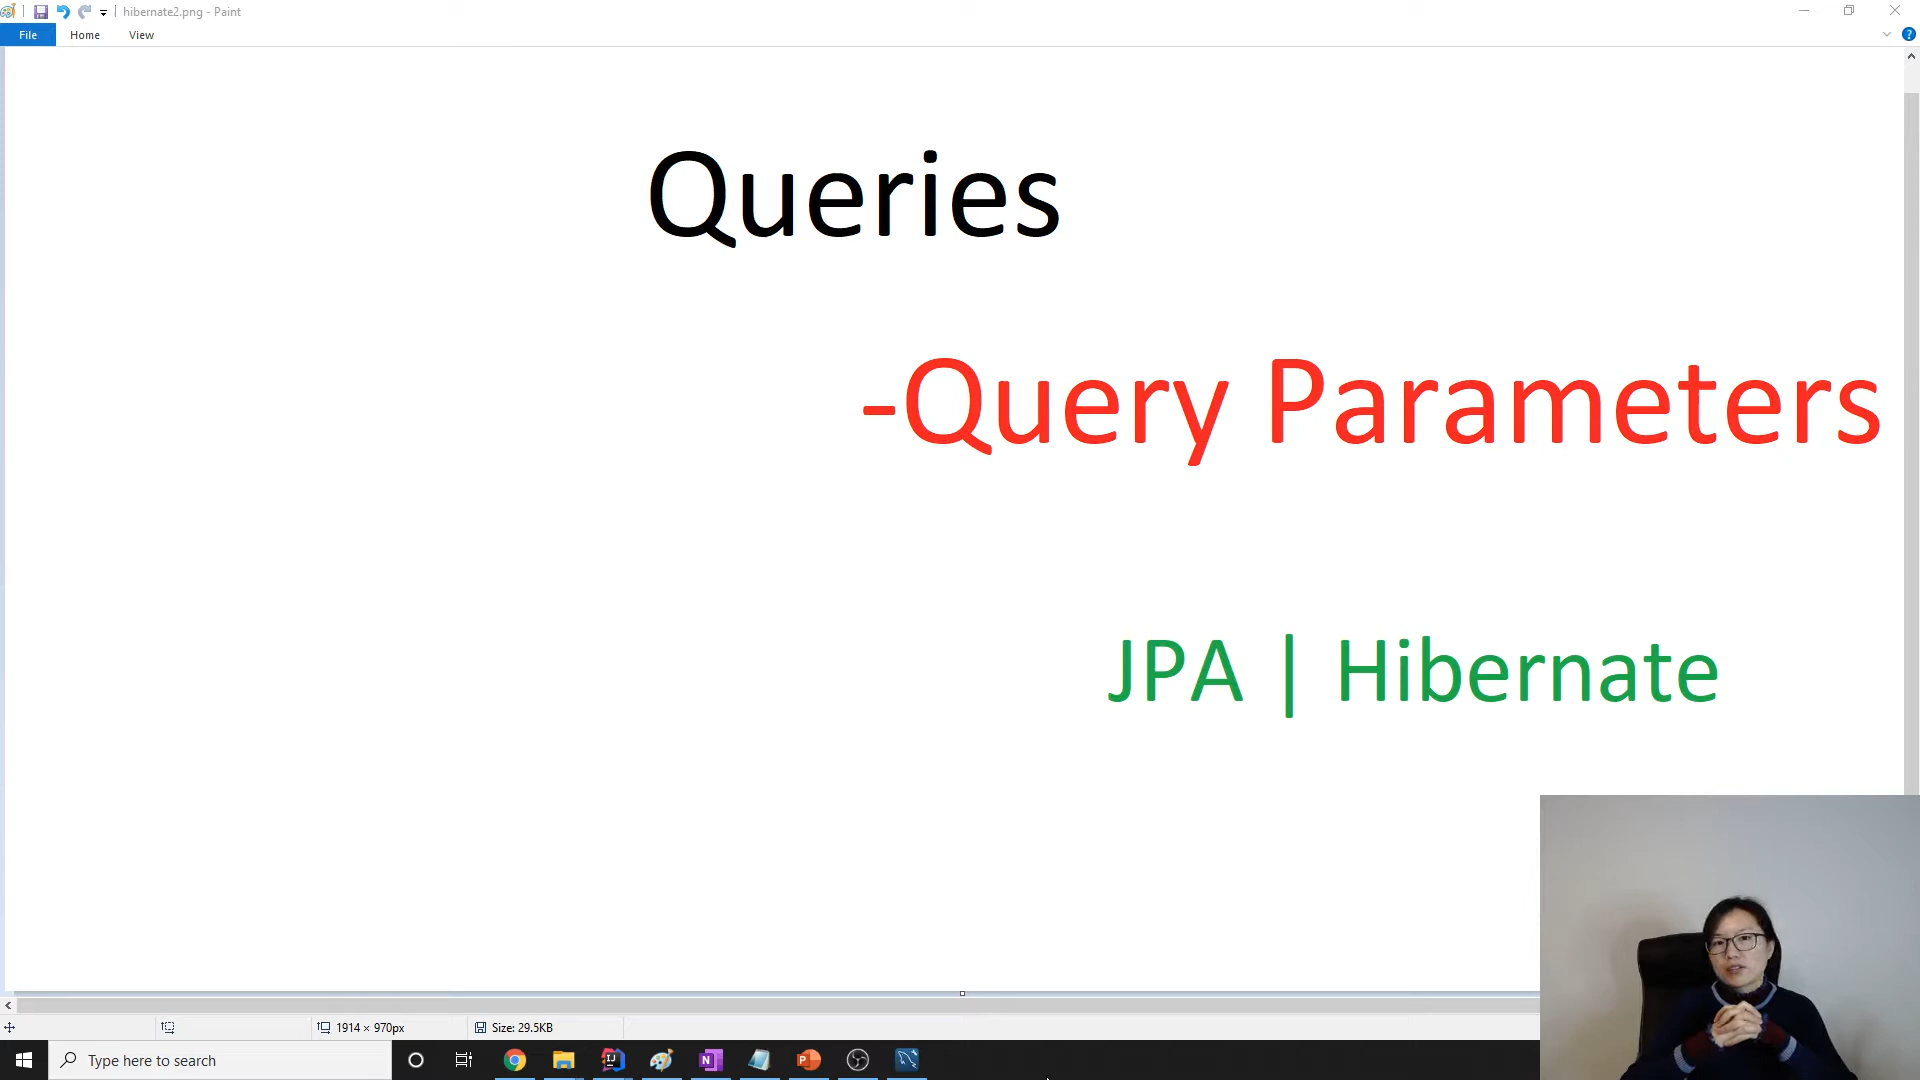 hibernate2.png - Paint
File Home View
Queries
-Query Parameters
JPA | Hibernate
1914 × 970px Size: 29.5KB
Type here to search